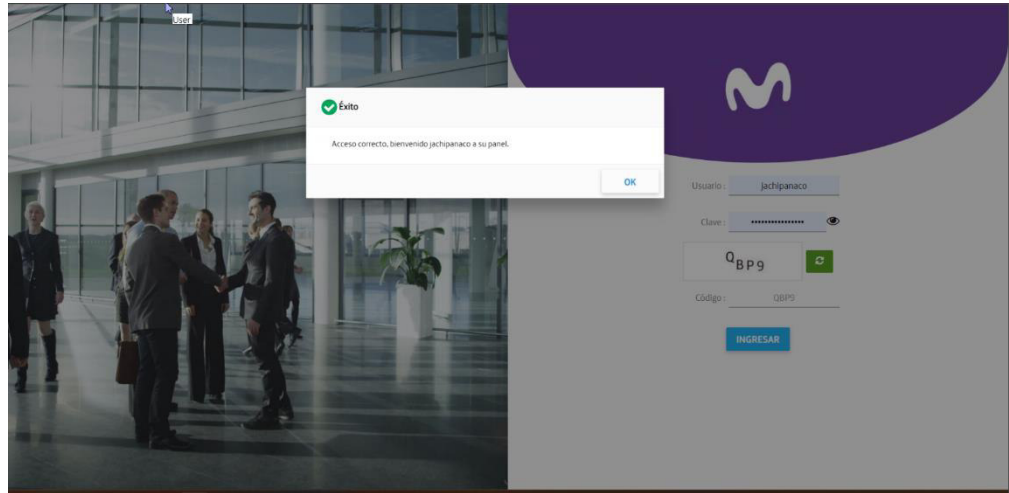 User
Éxito
Acceso correcto, bienvenido jachipanaco a su panel.
OK
Usuario :
jachipanaco
Clave :
••••••••••••••••
QBP9
Código :
QBP9
INGRESAR